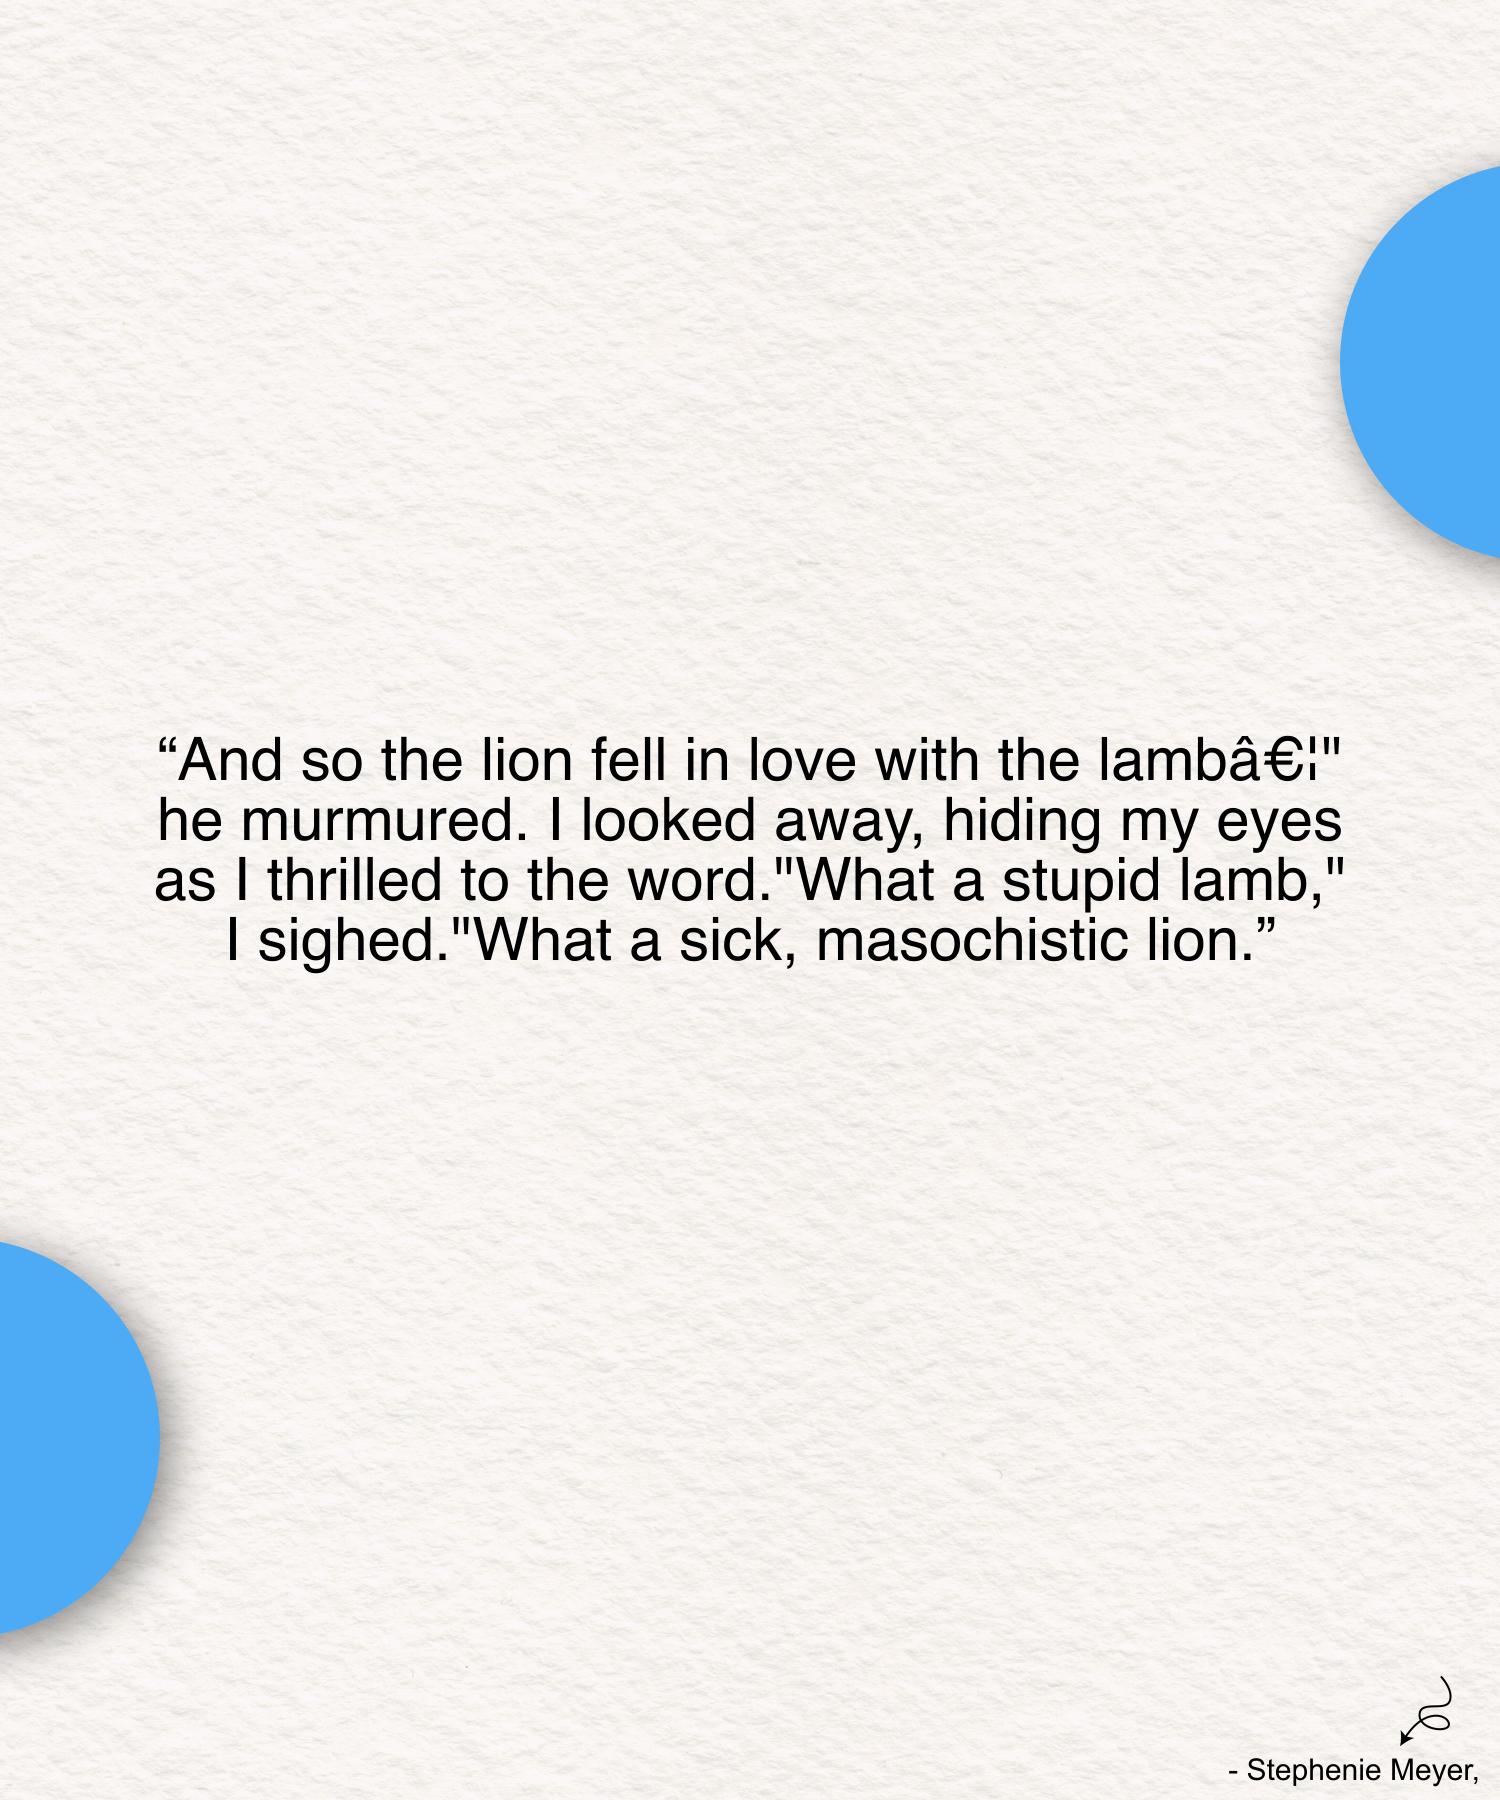 “And so the lion fell in love with the lambâ€¦"
he murmured. I looked away, hiding my eyes
as I thrilled to the word."What a stupid lamb,"
I sighed."What a sick, masochistic lion.”
- Stephenie Meyer,